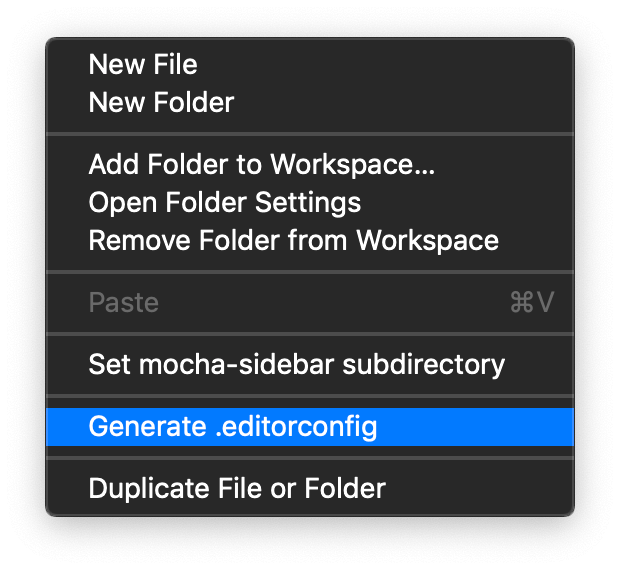 New File
New Folder
Add Folder to Workspace...
Open Folder Settings
Remove Folder from Workspace
Paste ⌘V
Set mocha-sidebar subdirectory
Generate .editorconfig
Duplicate File or Folder